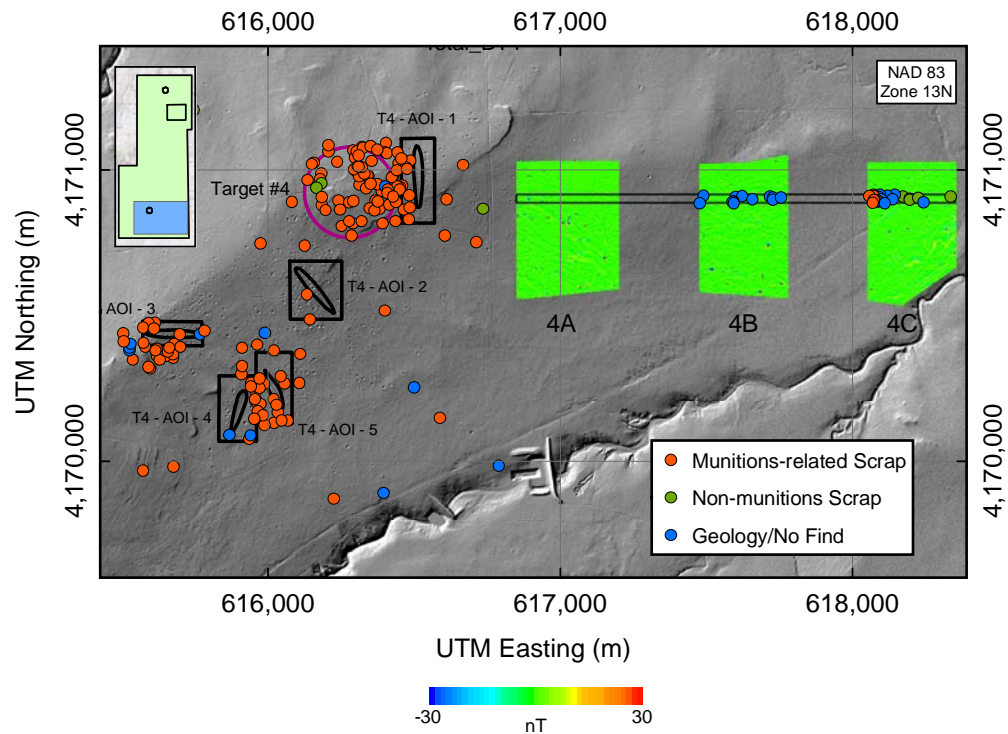 616,000
617,000
618,000
NAD 83
Zone 13N
T4 - AOI - 1
4,171,000
Target #4
4,171,000
UTM Northing (m)
T4 - AOI - 2
AOI - 3
4A
4B
4C
T4 - AOI - 4
T4 - AOI - 5
4,170,000
Munitions-related Scrap
4,170,000
Non-munitions Scrap
Geology/No Find
616,000
617,000
618,000
UTM Easting (m)
-30
nT
30